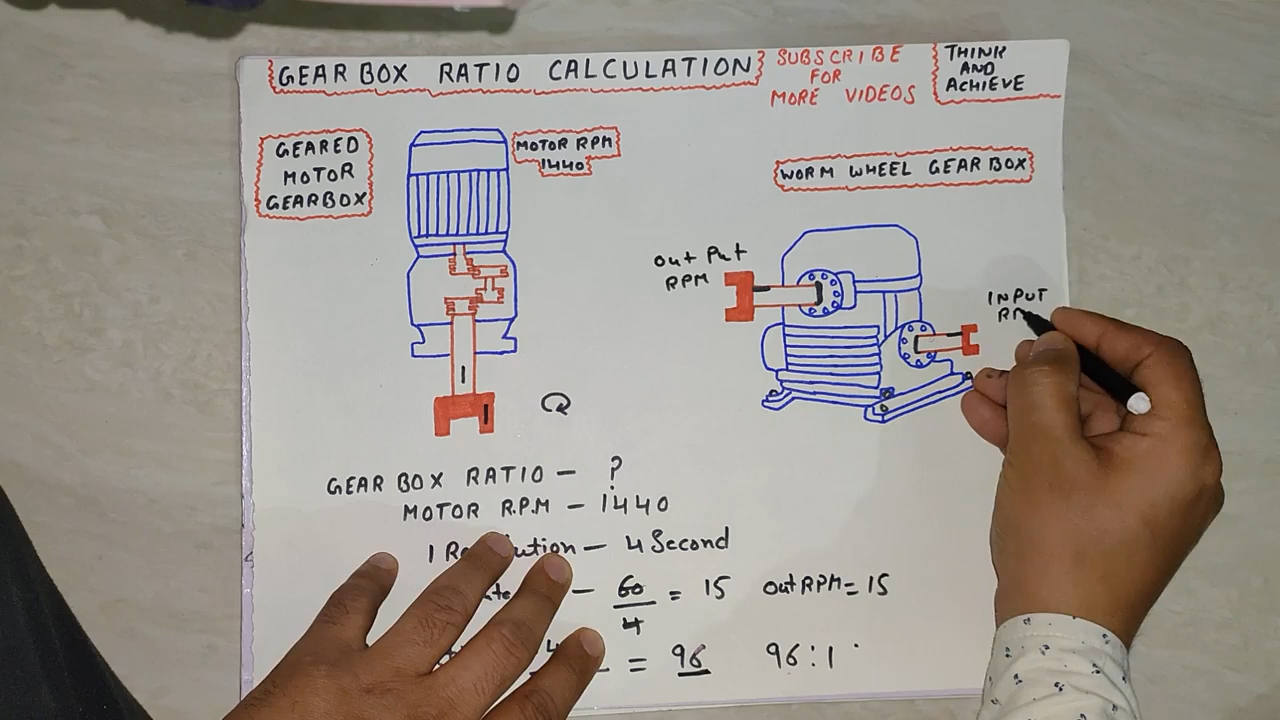 GEAR BOX RATIO CALCULATION
SUBSCRIBE
FOR
MORE VIDEOS
THINK
AND
ACHIEVE
GEARED
MOTOR
GEARBOX
MOTOR RPM
1440
WORM WHEEL GEAR BOX
OUT PUT
RPM
INPUT
GEAR BOX RATIO – ?
MOTOR R.P.M – 1440
1 – 4 Second
– 60/4 = 15 OUT RPM = 15
= 96 96:1